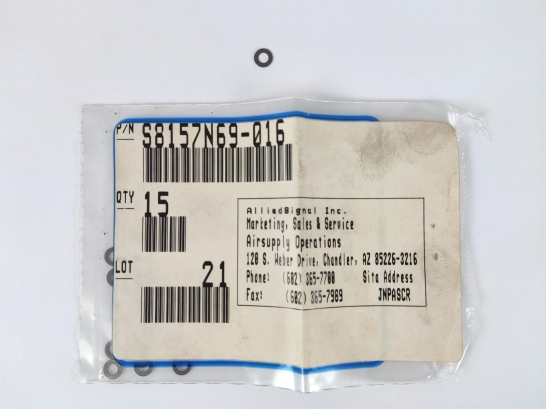 P/N S8157N69-016
QTY 15
AlliedSignal Inc.
Marketing, Sales & Service
Airsupply Operations
120 S. Weber Drive, Chandler, AZ 85226-3216
Phone: (602) 365-7700 Site Address
Fax: (602) 365-7989 JNPASCR
LOT 21